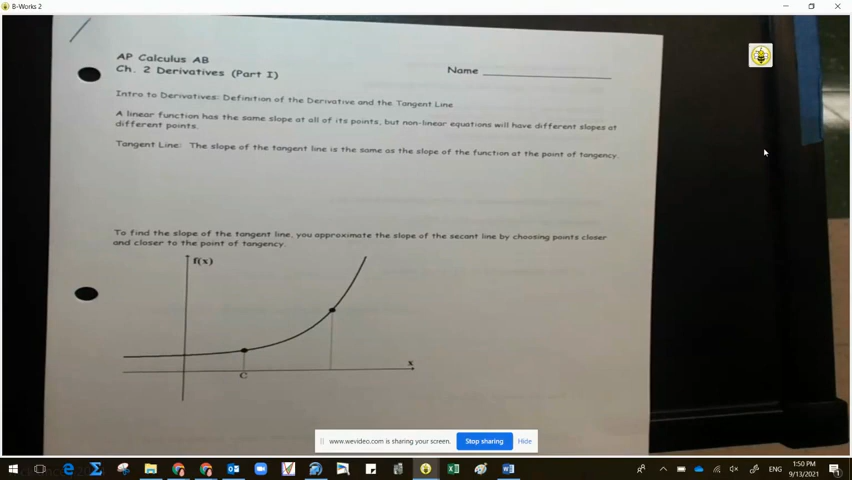 B-Works 2
AP Calculus AB
Ch. 2 Derivatives (Part I)
Name
Intro to Derivatives: Definition of the Derivative and the Tangent Line
A linear function has the same slope at all of its points, but non-linear equations will have different slopes at
different points.
Tangent Line: The slope of the tangent line is the same as the slope of the function at the point of tangency.
To find the slope of the tangent line, you approximate the slope of the secant line by choosing points closer
and closer to the point of tangency.
f(x)
x
C
www.wevideo.com is sharing your screen.
Stop sharing
Hide
ENG
1:50 PM
9/13/2021